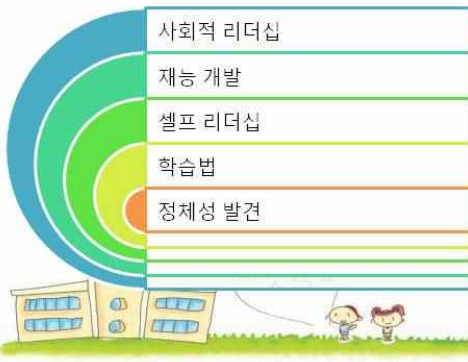 사회적 리더십
재능 개발
셀프 리더십
학습법
정체성 발견